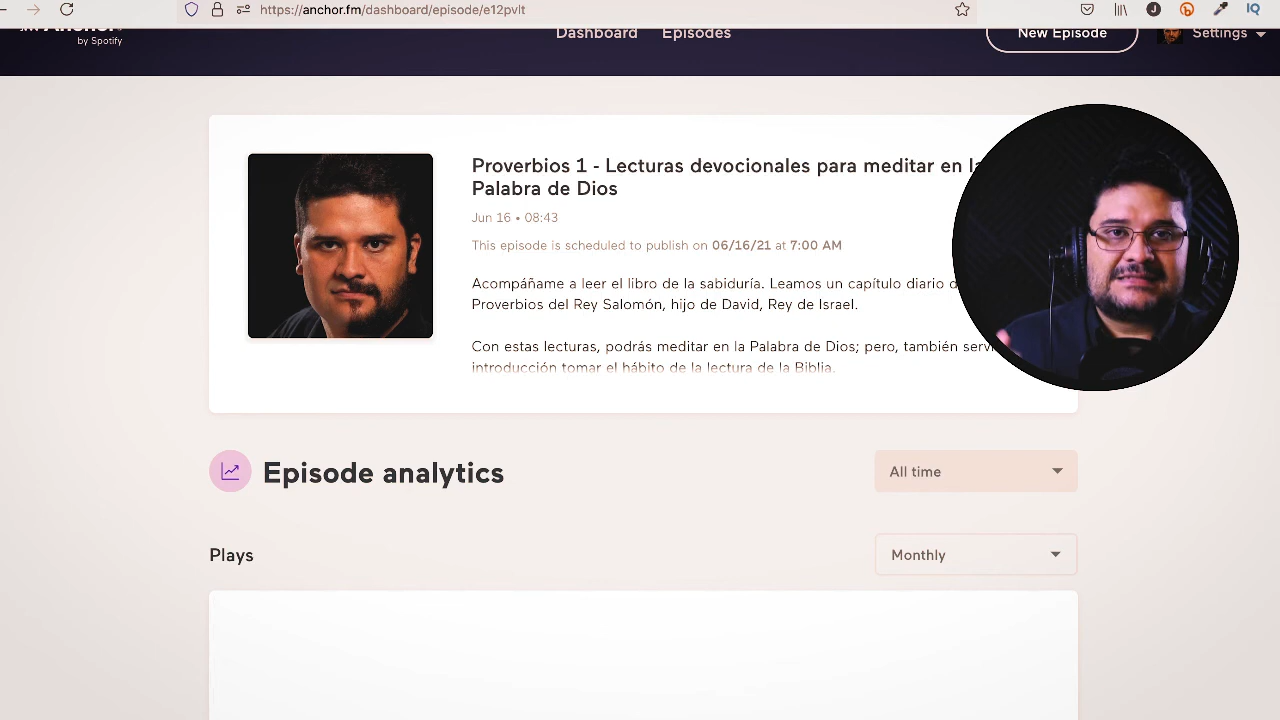 https://anchor.fm/dashboard/episode/e12pvlt
by Spotify
Dashboard Episodes
New Episode
Settings
Proverbios 1 - Lecturas devocionales para meditar en la
Palabra de Dios
Jun 16 • 08:43
This episode is scheduled to publish on 06/16/21 at 7:00 AM
Acompáñame a leer el libro de la sabiduría. Leamos un capítulo diario
Proverbios del Rey Salomón, hijo de David, Rey de Israel.
Con estas lecturas, podrás meditar en la Palabra de Dios; pero, también
introducción tomar el hábito de la lectura de la Biblia.
Episode analytics
All time
Plays
Monthly